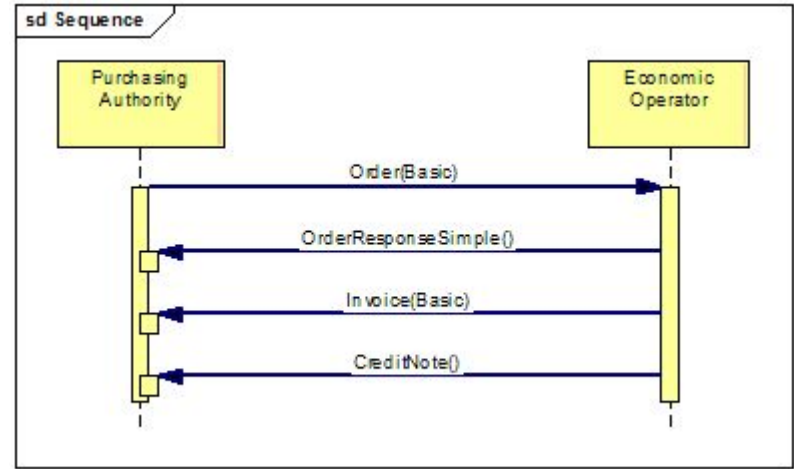 sd Sequence
Purchasing
Authority
Economic
Operator
Order(Basic)
OrderResponseSimple()
Invoice(Basic)
CreditNote()